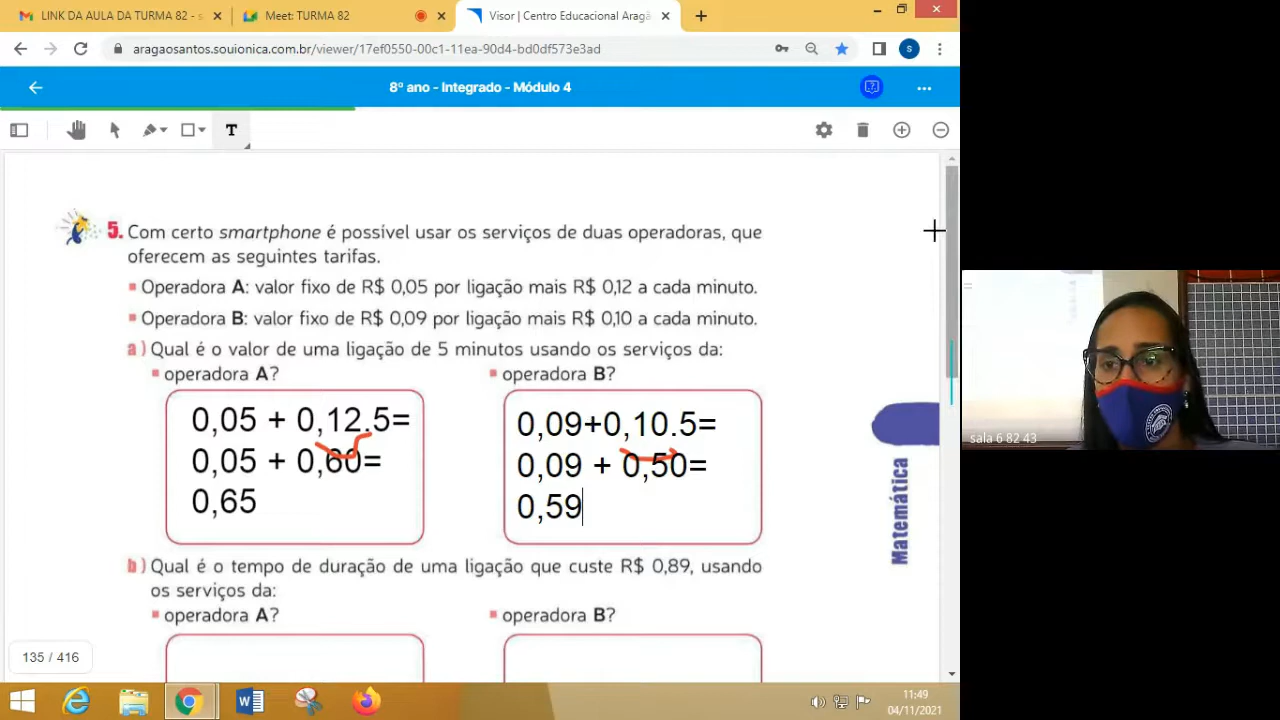 LINK DA AULA DA TURMA 82 - s
Meet: TURMA 82
Visor | Centro Educacional Aragã
aragaosantos.souionica.com.br/viewer/17ef0550-00c1-11ea-90d4-bd0df573e3ad
S
8º ano - Integrado - Módulo 4
T
5. Com certo smartphone é possível usar os serviços de duas operadoras, que
oferecem as seguintes tarifas.
Operadora A: valor fixo de R$ 0,05 por ligação mais R$ 0,12 a cada minuto.
Operadora B: valor fixo de R$ 0,09 por ligação mais R$ 0,10 a cada minuto.
a) Qual é o valor de uma ligação de 5 minutos usando os serviços da:
operadora A?
operadora B?
0,05 + 0,12.5=
0,05 + 0,60=
0,65
0,09+0,10.5=
0,09 + 0,50=
0,59
b) Qual é o tempo de duração de uma ligação que custe R$ 0,89, usando
os serviços da:
operadora A?
operadora B?
Matemática
135 / 416
sala 6 82 43
11:49
04/11/2021